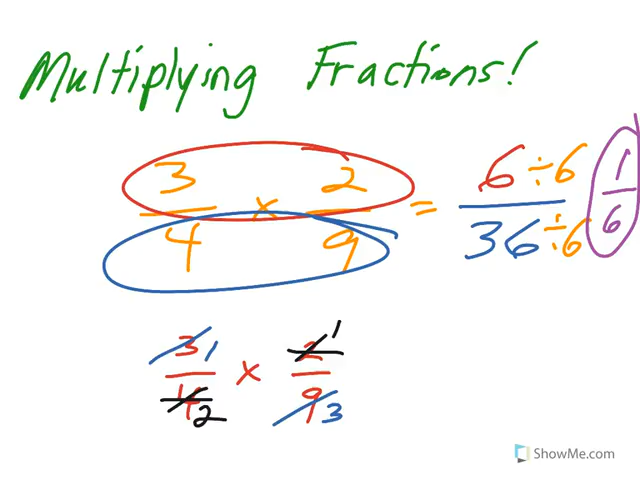 Multiplying Fractions!
3/4 × 2/9 = 6/36 ÷6/÷6 1/6
3/4 1/2 × 2/9 1/3
ShowMe.com